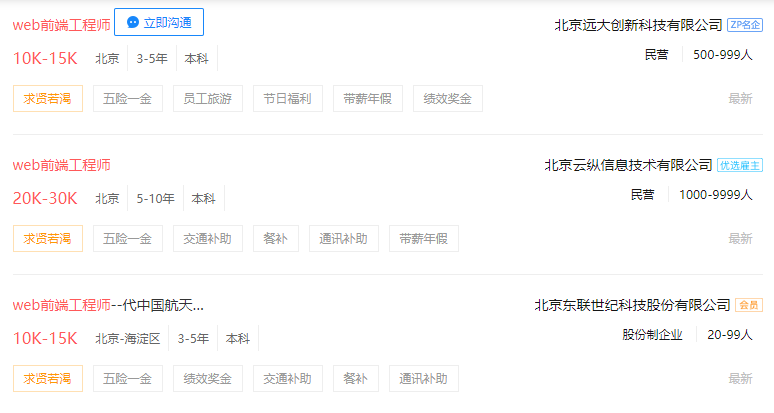 web前端工程师 立即沟通 北京远大创新科技有限公司 ZP名企
10K-15K 北京 3-5年 本科 民营 500-999人
求贤若渴 五险一金 员工旅游 节日福利 带薪年假 绩效奖金 最新
web前端工程师 北京云纵信息技术有限公司 优选雇主
20K-30K 北京 5-10年 本科 民营 1000-9999人
求贤若渴 五险一金 交通补助 餐补 通讯补助 带薪年假 最新
web前端工程师--代中国航天... 北京东联世纪科技股份有限公司 会员
10K-15K 北京-海淀区 3-5年 本科 股份制企业 20-99人
求贤若渴 五险一金 绩效奖金 交通补助 餐补 通讯补助 最新